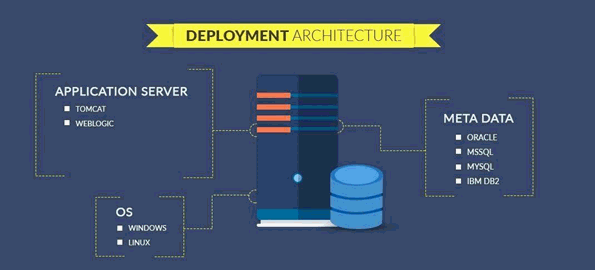 DEPLOYMENT ARCHITECTURE
APPLICATION SERVER
TOMCAT
WEBLOGIC
OS
WINDOWS
LINUX
META DATA
ORACLE
MSSQL
MYSQL
IBM DB2